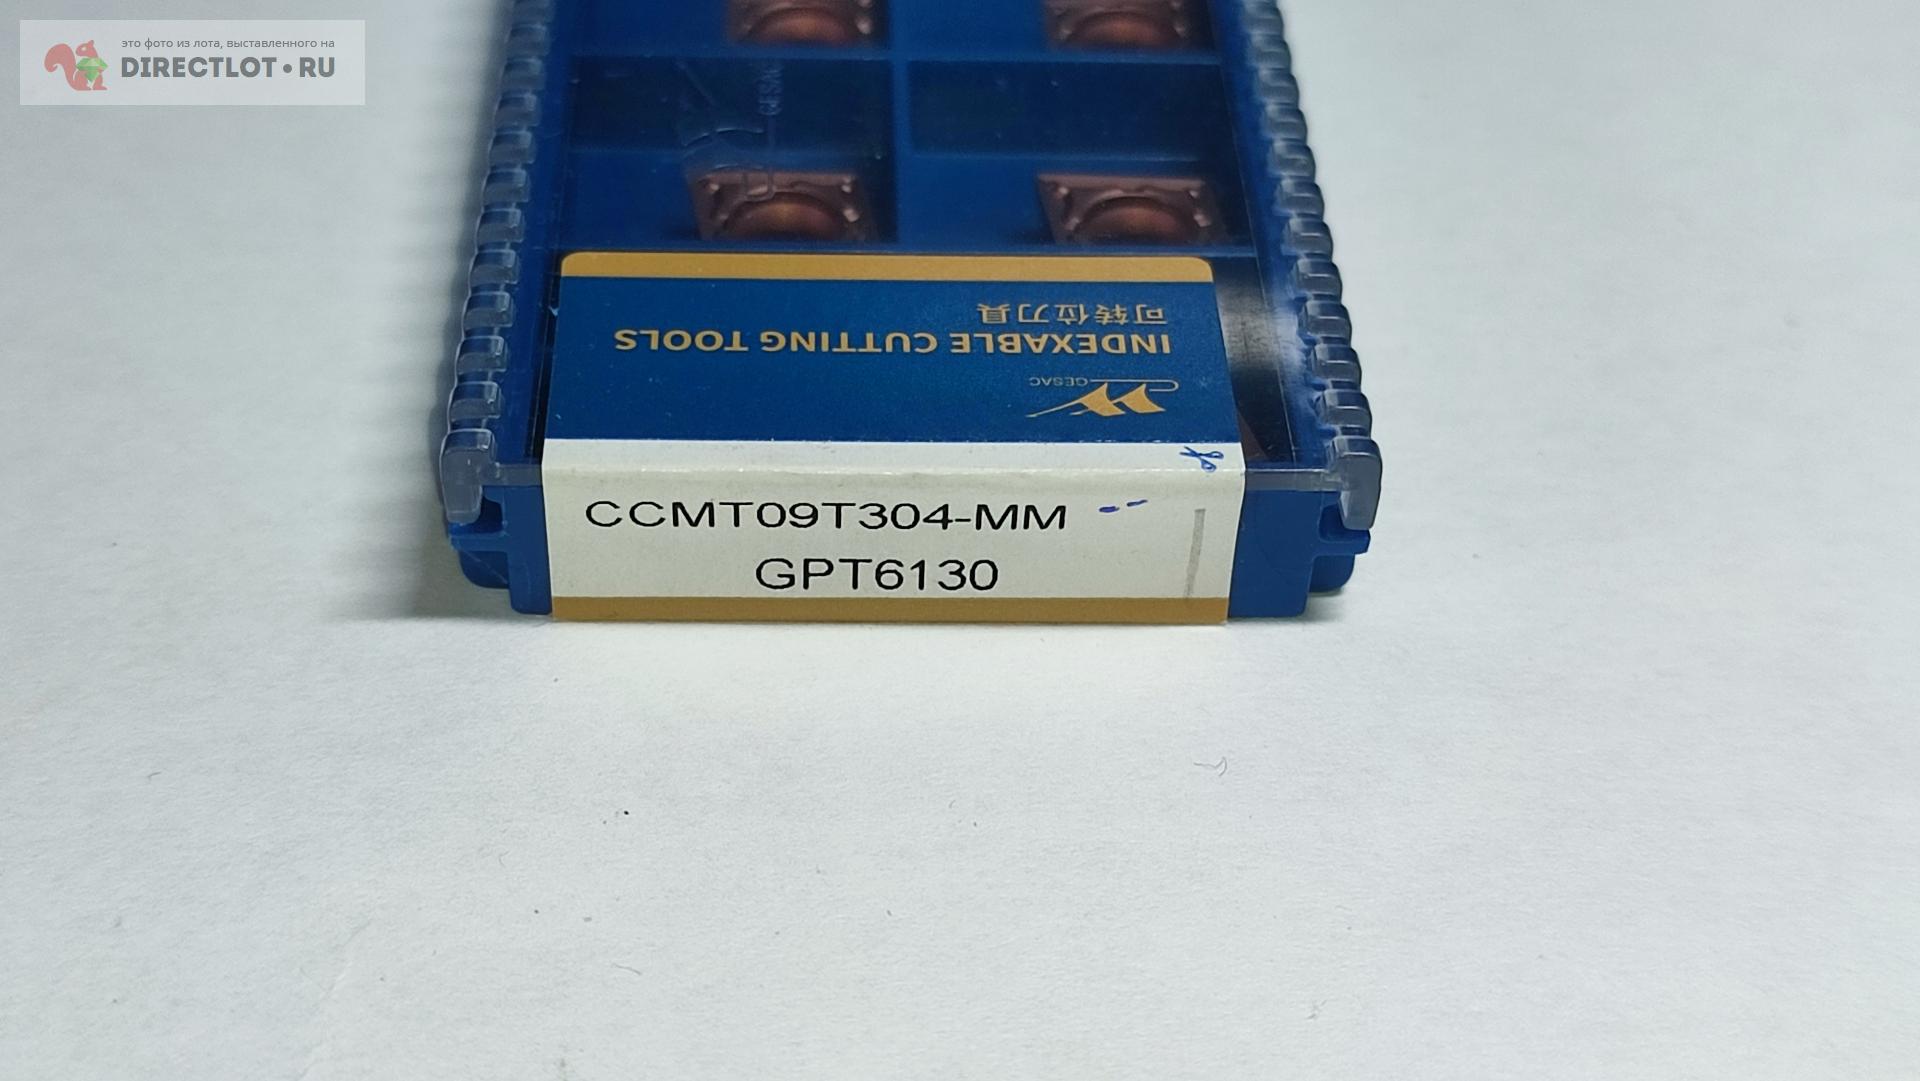 это фото из лота, выставленного на
DIRECTLOT•RU
GESAC
GESAC
INDEXABLE CUTTING TOOLS
可转位刀具
CCMT09T304-MM
GPT6130